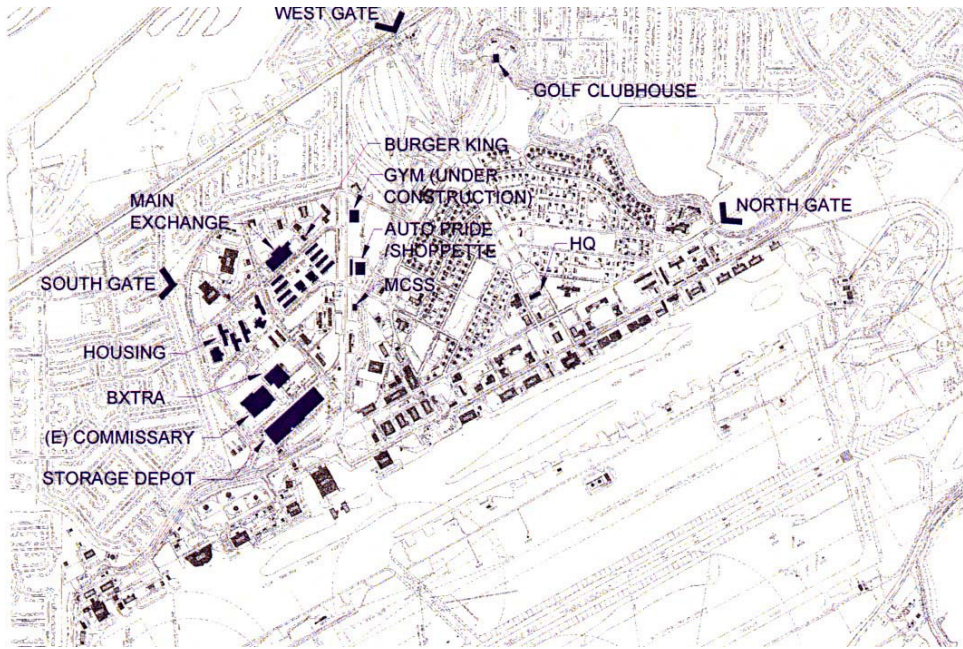 WEST GATE
GOLF CLUBHOUSE
BURGER KING
GYM (UNDER
CONSTRUCTION)
MAIN
EXCHANGE
NORTH GATE
AUTO PRIDE
/SHOPPETTE
HQ
SOUTH GATE
MCSS
HOUSING
BXTRA
(E) COMMISSARY
STORAGE DEPOT